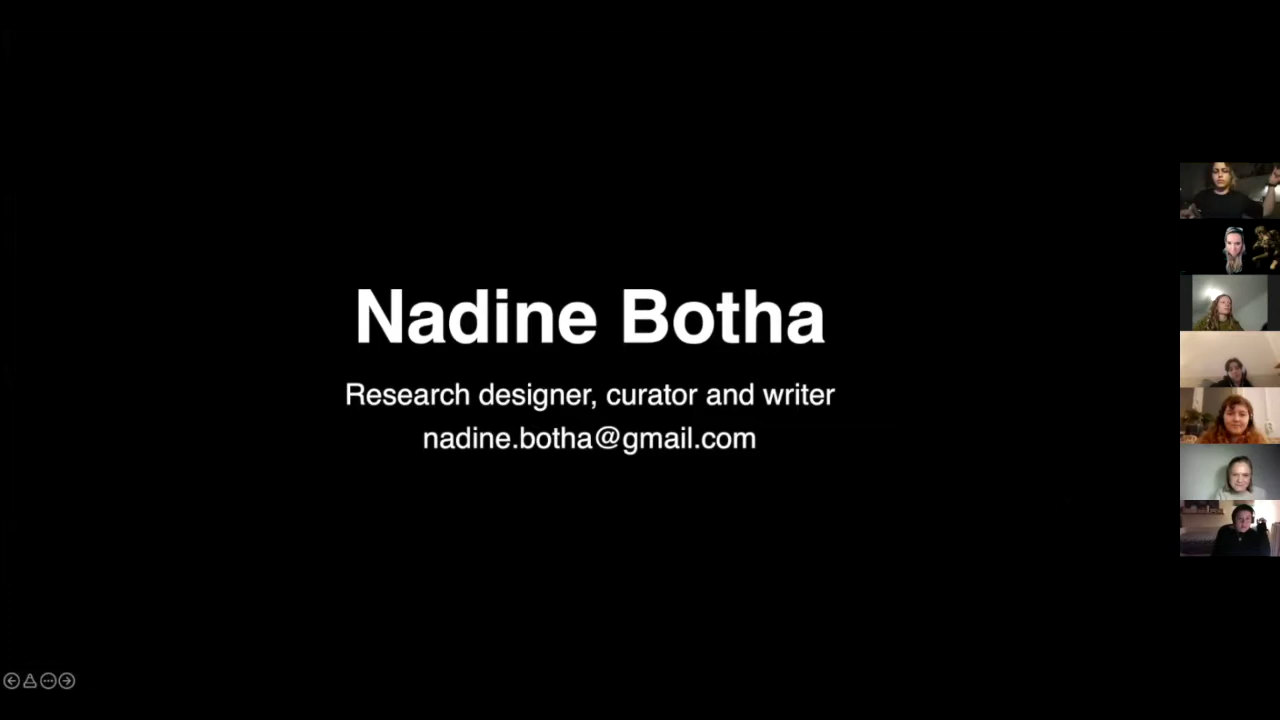 Nadine Botha
Research designer, curator and writer
nadine.botha@gmail.com